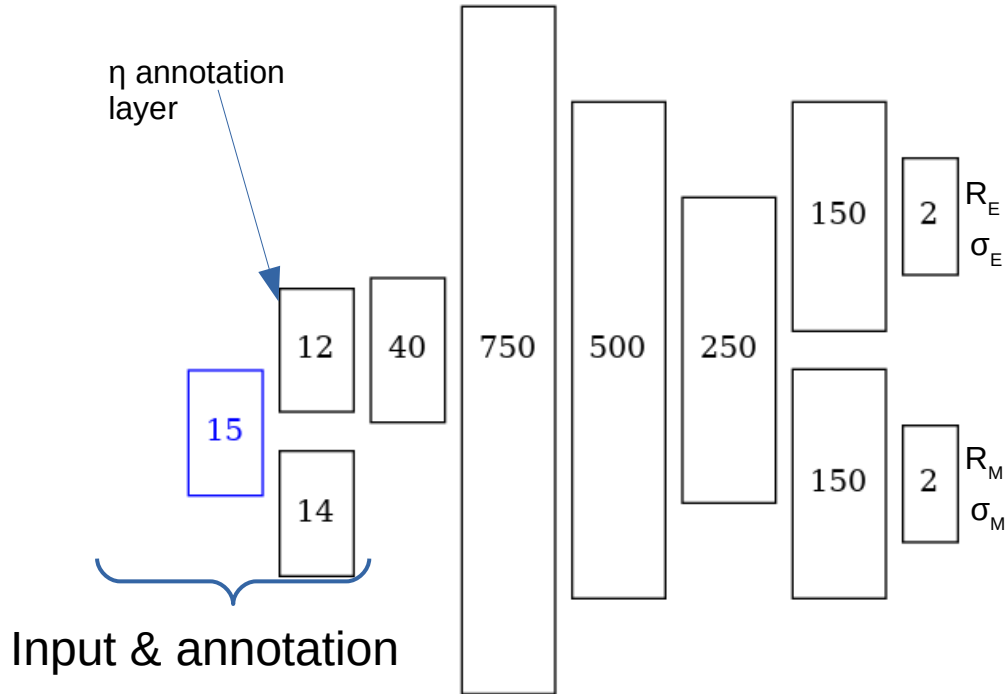 η annotation
layer
15
12
14
40
750
500
250
150
2
R_E
σ_E
150
2
R_M
σ_M
Input & annotation